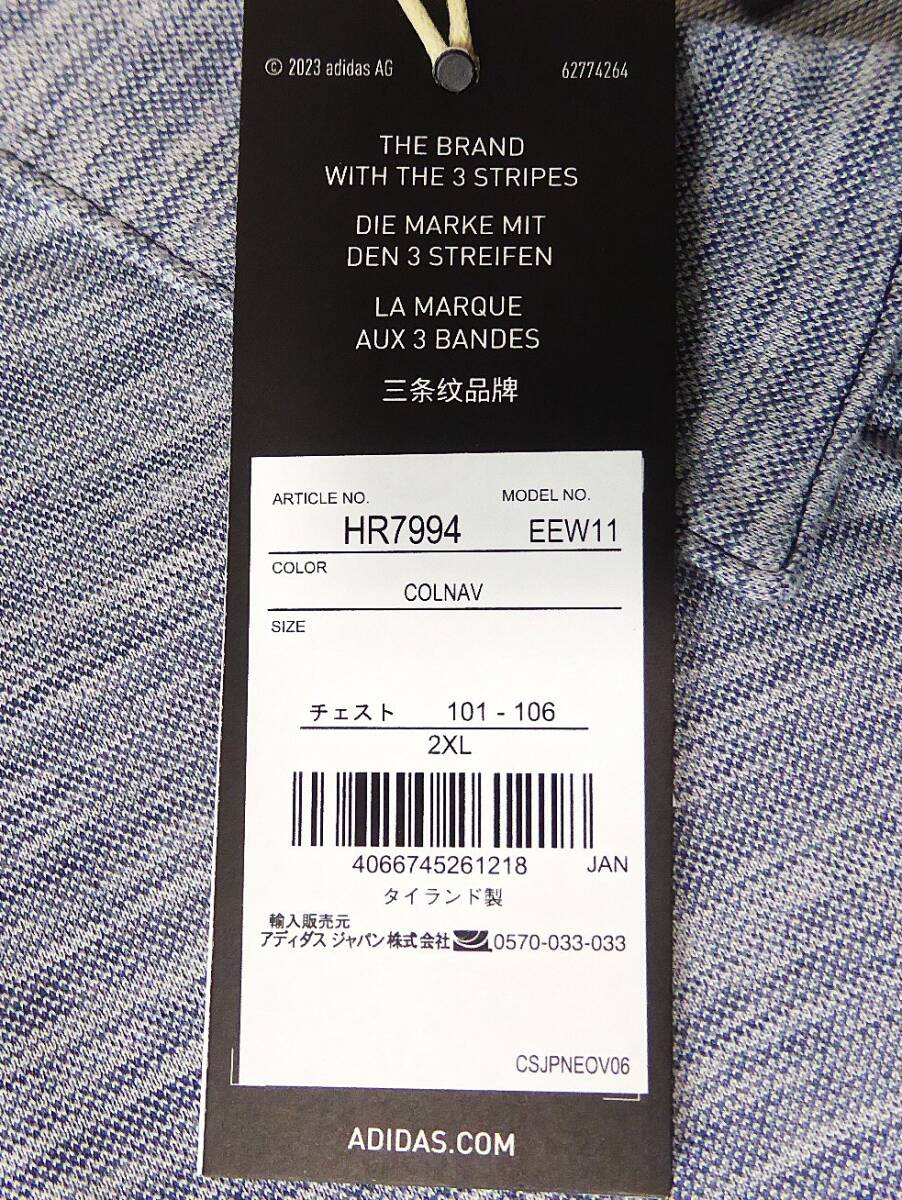 © 2023 adidas AG 62774264
THE BRAND
WITH THE 3 STRIPES
DIE MARKE MIT
DEN 3 STREIFEN
LA MARQUE
AUX 3 BANDES
三条纹品牌
ARTICLE NO. MODEL NO.
HR7994 EEW11
COLOR
COLNAV
SIZE
チェスト 101 - 106
2XL
4066745261218 JAN
タイランド製
輸入販売元
アディダス ジャパン株式会社 0570-033-033
CSJPNEOV06
ADIDAS.COM